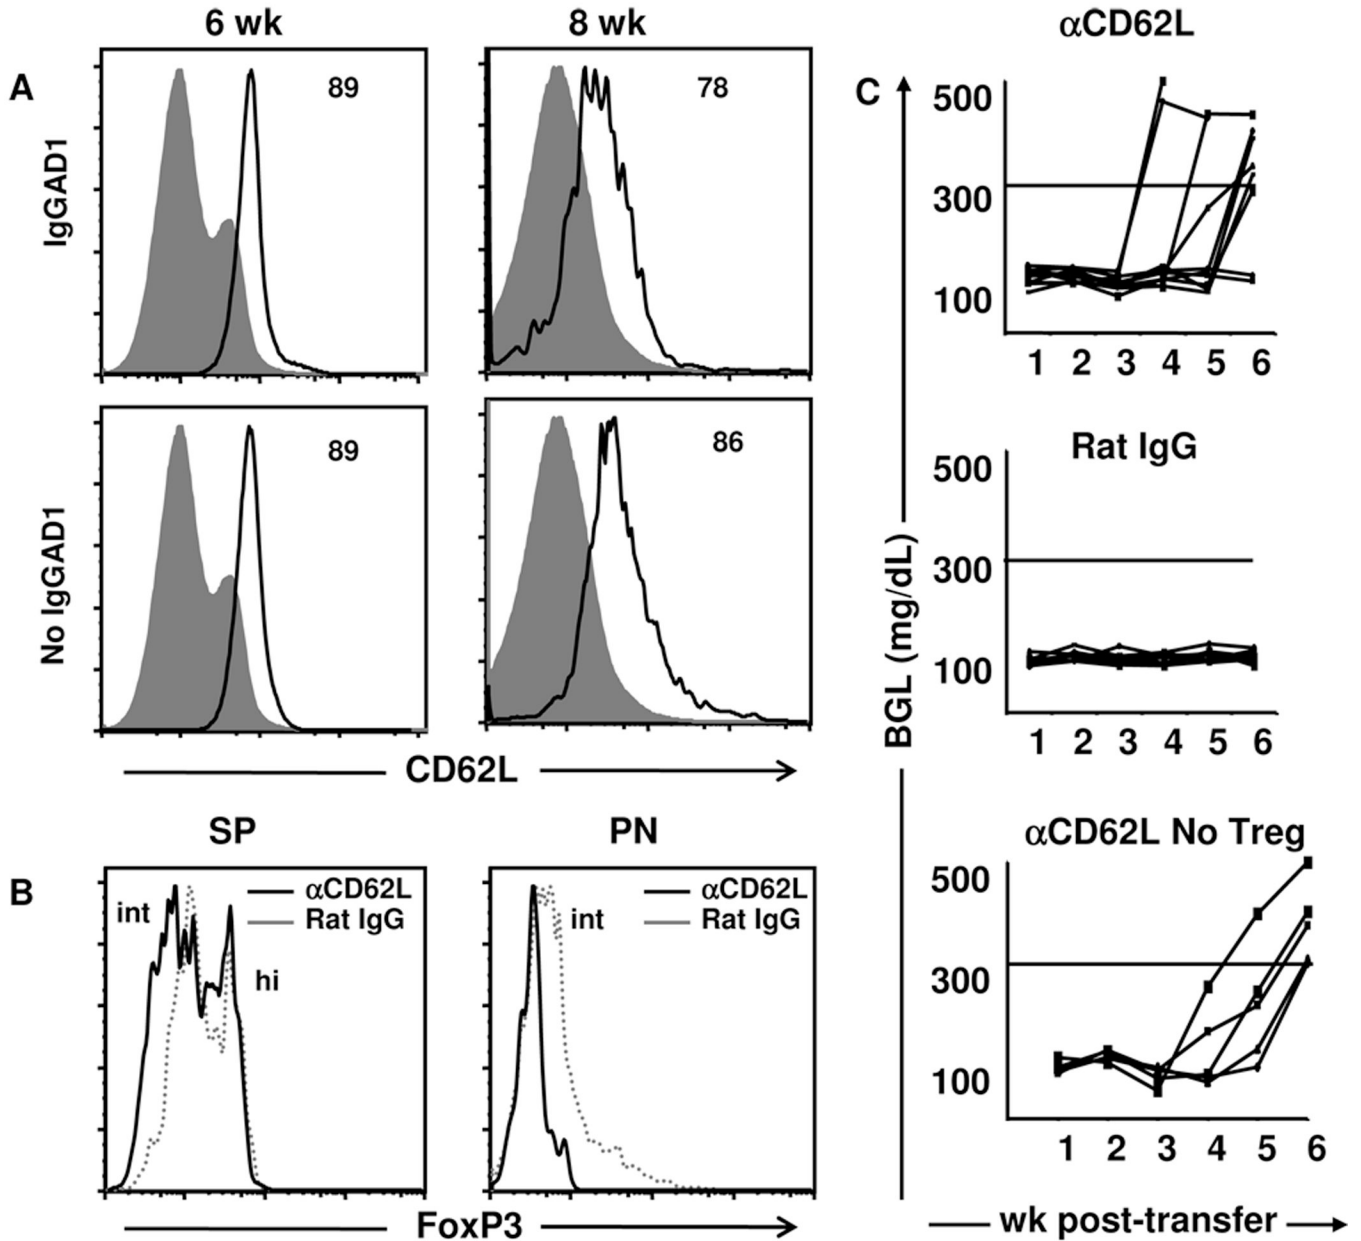 6 wk
8 wk
A
IgGAD1
89
78
No IgGAD1
89
86
CD62L
B
SP
PN
int
hi
αCD62L
Rat IgG
int
αCD62L
Rat IgG
FoxP3
C
αCD62L
500
300
100
1 2 3 4 5 6
Rat IgG
500
300
100
1 2 3 4 5 6
αCD62L No Treg
500
300
100
1 2 3 4 5 6
BGL (mg/dL)
wk post-transfer